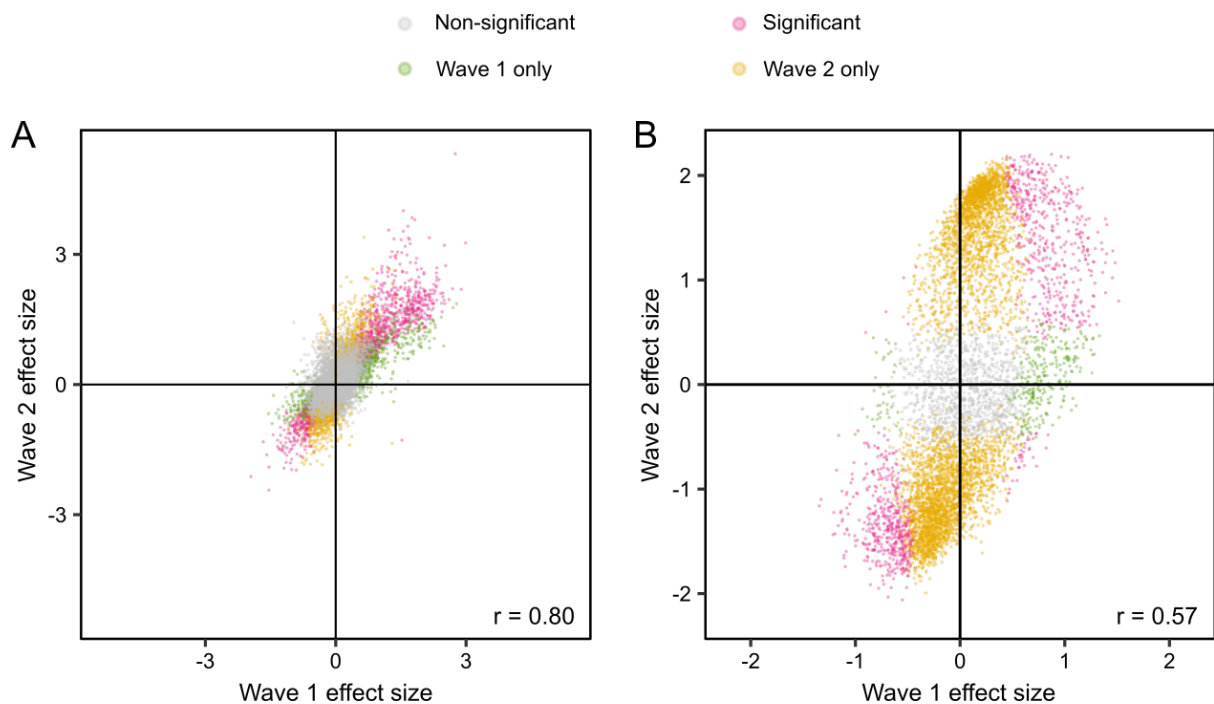 Non-significant
Significant
Wave 1 only
Wave 2 only
A
B
3
0
-3
Wave 2 effect size
-3
0
3
Wave 1 effect size
r = 0.80
2
1
0
-1
-2
Wave 2 effect size
-2
-1
0
1
2
Wave 1 effect size
r = 0.57